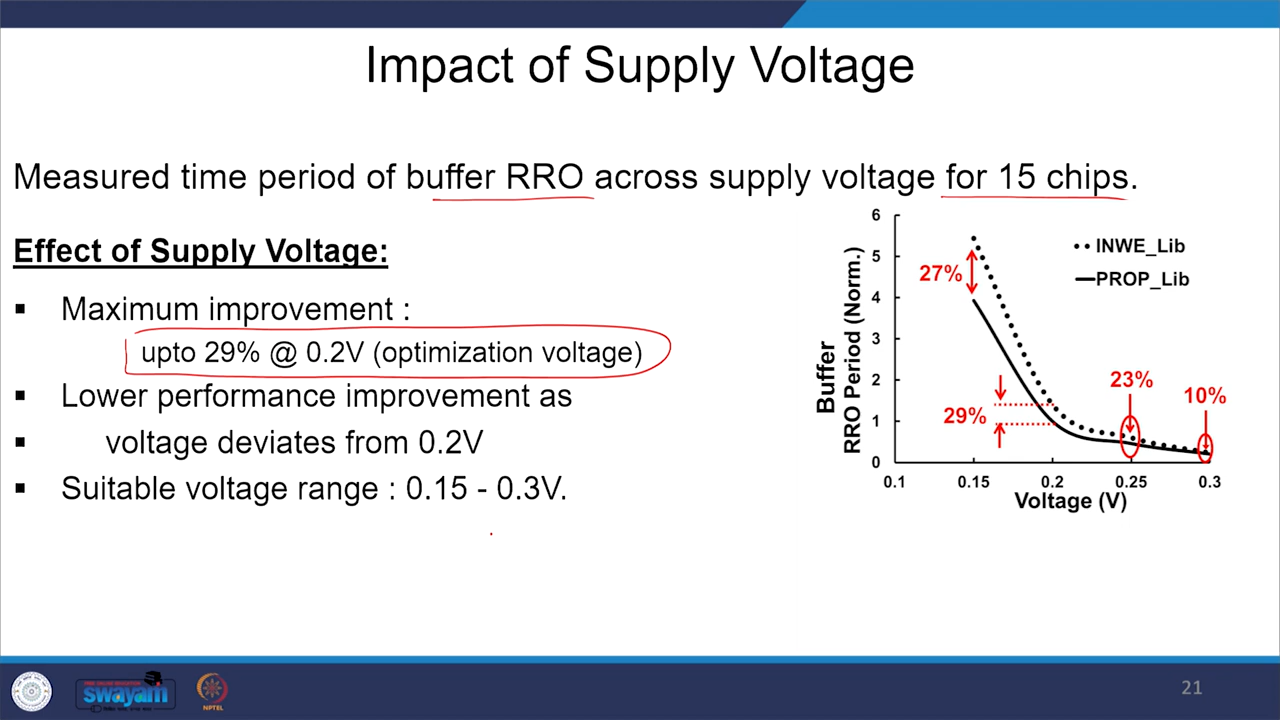 Impact of Supply Voltage
Measured time period of buffer RRO across supply voltage for 15 chips.
Effect of Supply Voltage:
▪ Maximum improvement :
upto 29% @ 0.2V (optimization voltage)
▪ Lower performance improvement as
▪ voltage deviates from 0.2V
▪ Suitable voltage range : 0.15 - 0.3V.
Buffer
RRO Period (Norm.)
6
5
4
3
2
1
0
INWE_Lib
PROP_Lib
27%
29%
23%
10%
0.1 0.15 0.2 0.25 0.3
Voltage (V)
swayam
NPTEL
21